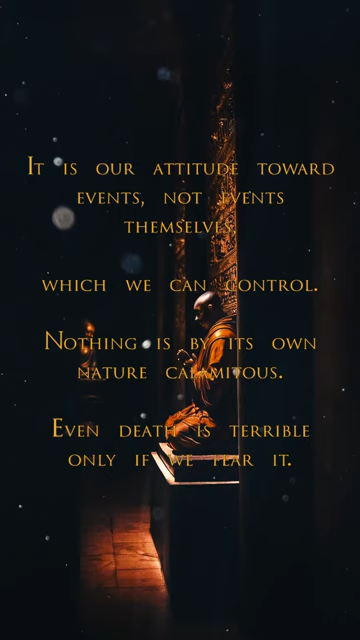 It is our attitude toward
events, not events
themselves,
which we can control.
Nothing is by its own
nature calamitous.
Even death is terrible
only if we fear it.